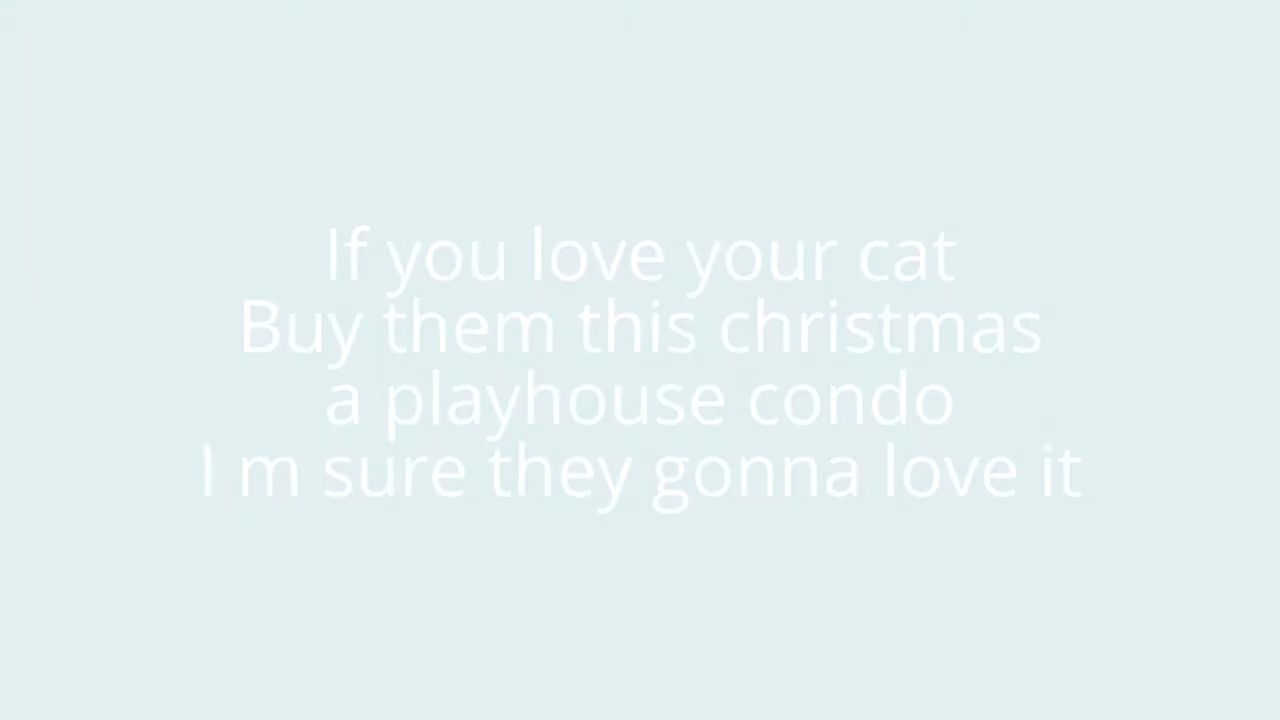 If you love your cat
Buy them this christmas
a playhouse condo
I m sure they gonna love it